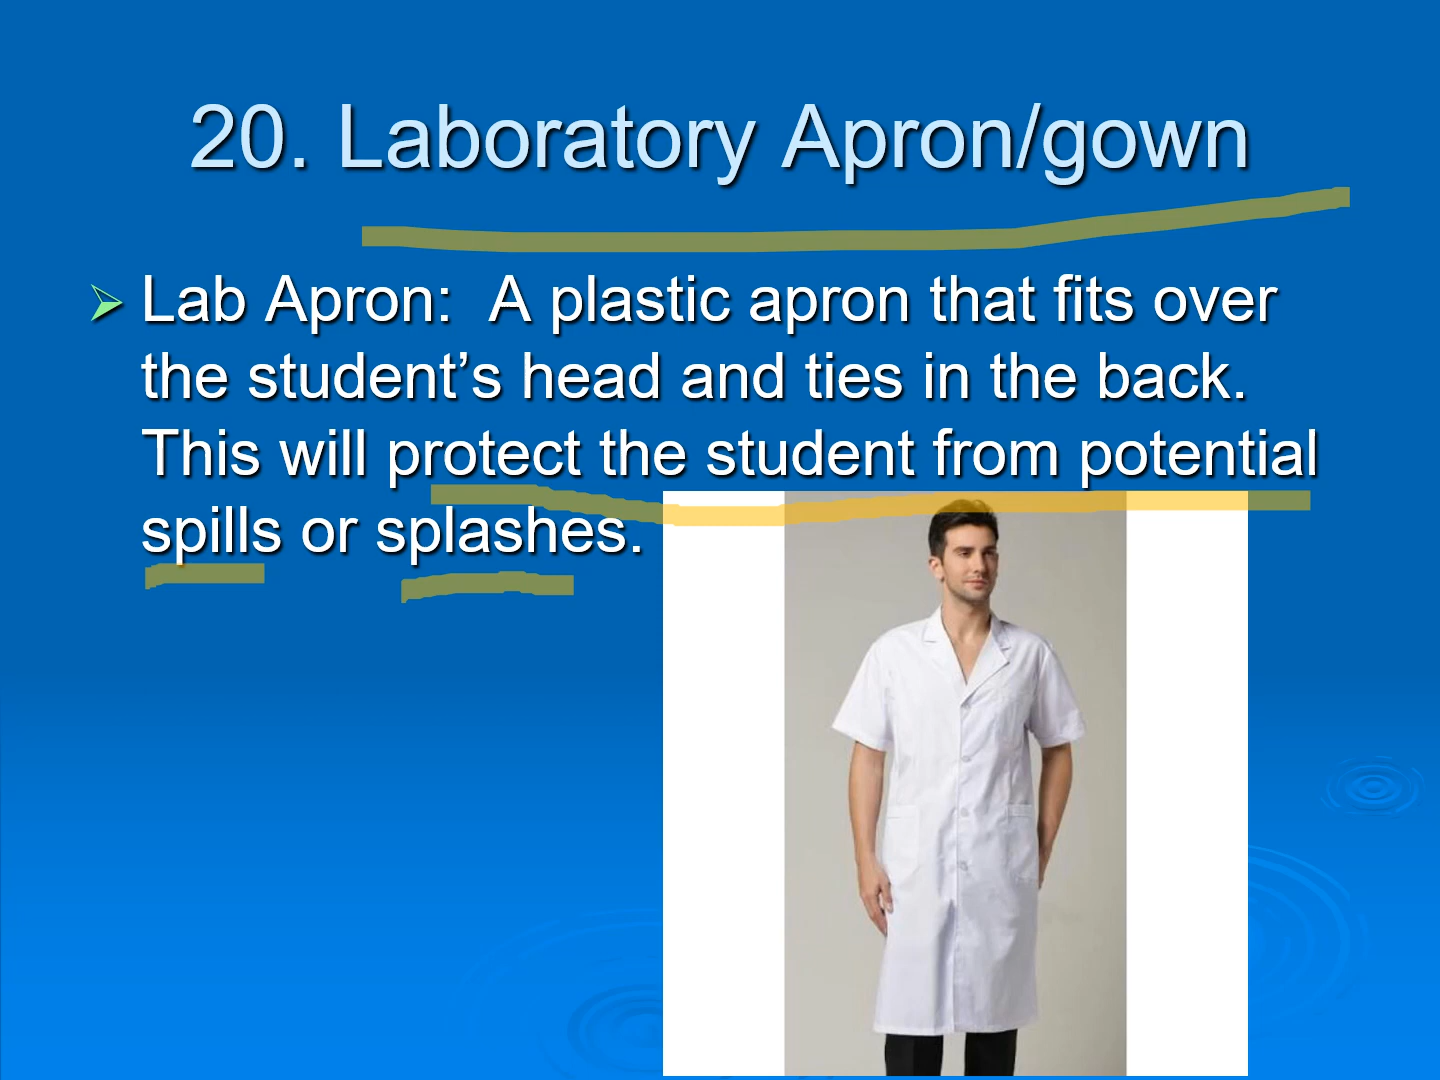 20. Laboratory Apron/gown
Lab Apron: A plastic apron that fits over
the student’s head and ties in the back.
This will protect the student from potential
spills or splashes.